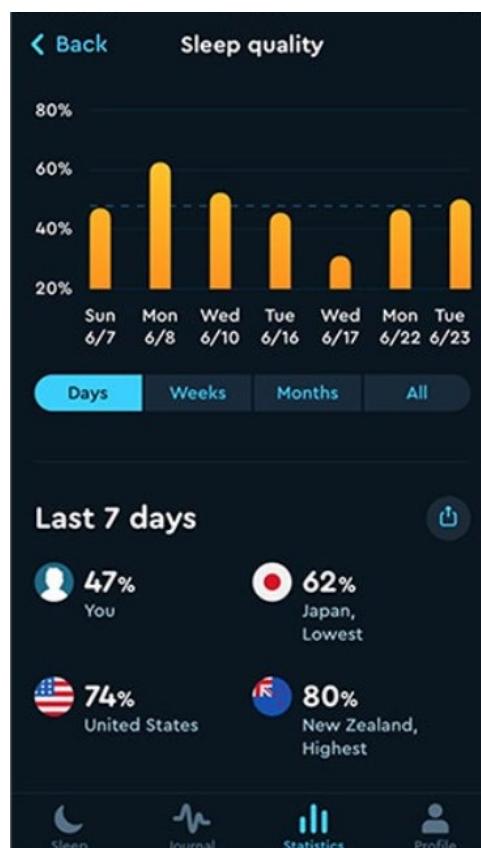 Back
Sleep quality
80%
60%
40%
20%
Sun Mon Wed Tue Wed Mon Tue
6/7 6/8 6/10 6/16 6/17 6/22 6/23
Days Weeks Months All
Last 7 days
47%
You
62%
Japan,
Lowest
74%
United States
80%
New Zealand,
Highest
Sleep Journal Statistics Profile